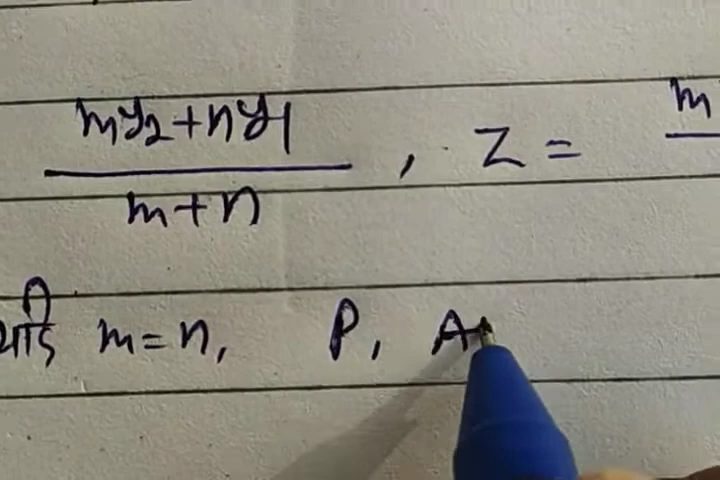 my₂+ny₁ , Z = m
m+n
यदि m=n, P, A